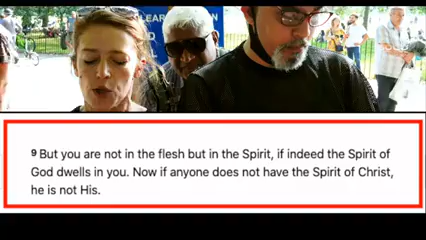 LEAR
9 But you are not in the flesh but in the Spirit, if indeed the Spirit of
God dwells in you. Now if anyone does not have the Spirit of Christ,
he is not His.